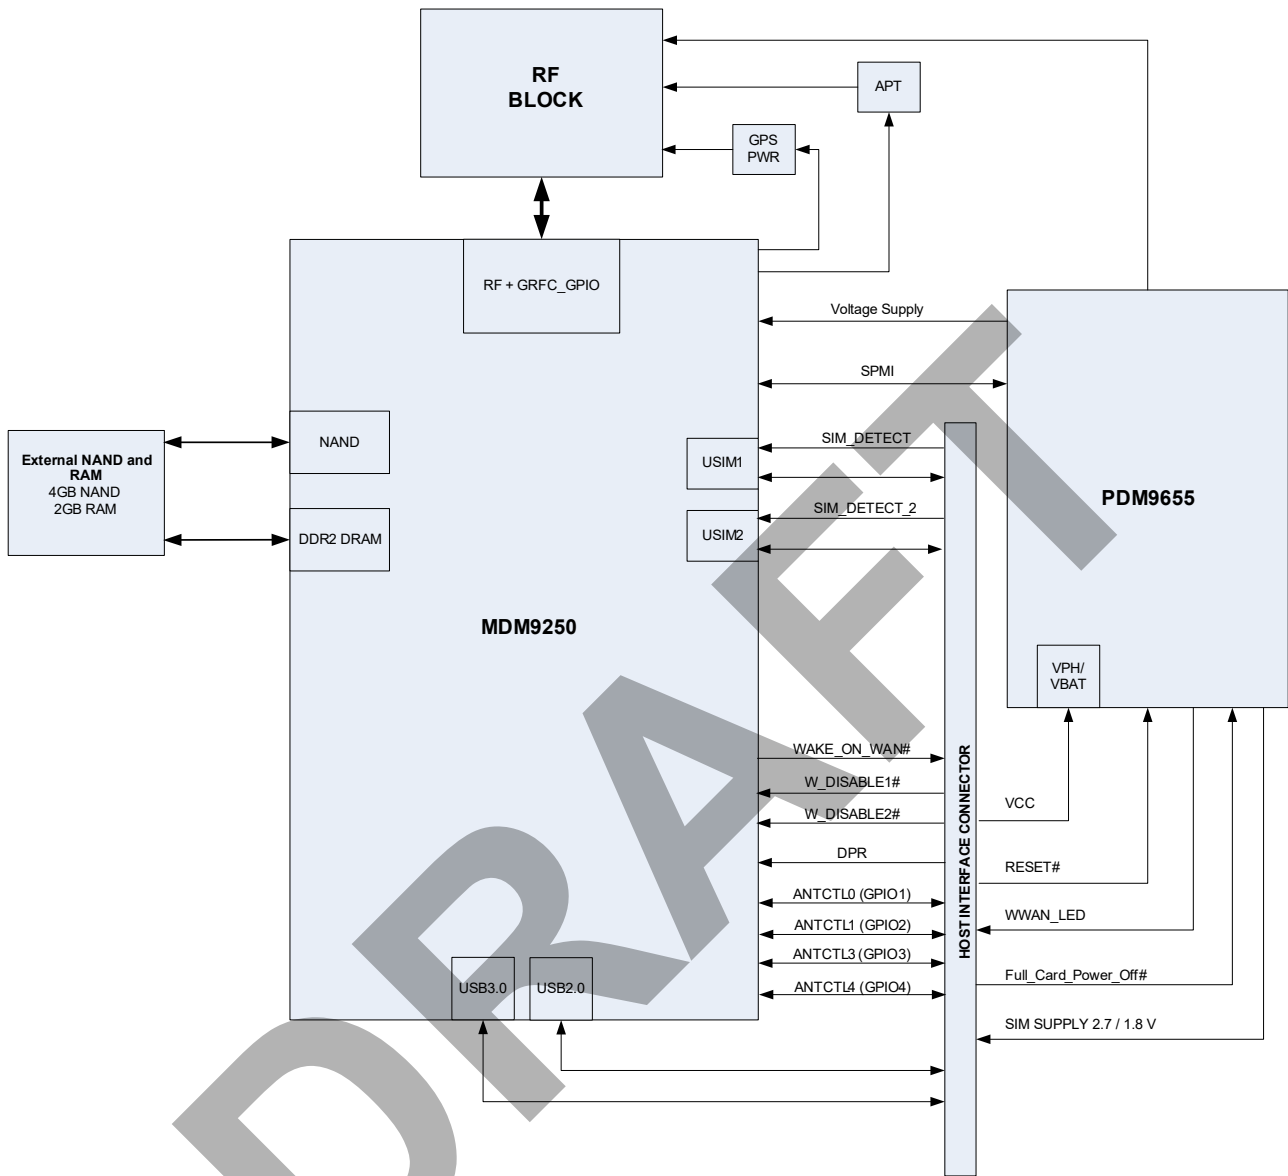 RF
BLOCK
APT
GPS
PWR
RF + GRFC_GPIO
Voltage Supply
SPMI
NAND
External NAND and
RAM
4GB NAND
2GB RAM
DDR2 DRAM
USIM1
SIM_DETECT
USIM2
SIM_DETECT_2
PDM9655
MDM9250
VPH/
VBAT
WAKE_ON_WAN#
W_DISABLE1#
W_DISABLE2#
DPR
ANTCTL0 (GPIO1)
ANTCTL1 (GPIO2)
ANTCTL3 (GPIO3)
ANTCTL4 (GPIO4)
HOST INTERFACE CONNECTOR
VCC
RESET#
WWAN_LED
Full_Card_Power_Off#
SIM SUPPLY 2.7 / 1.8 V
USB3.0
USB2.0
DRAFT